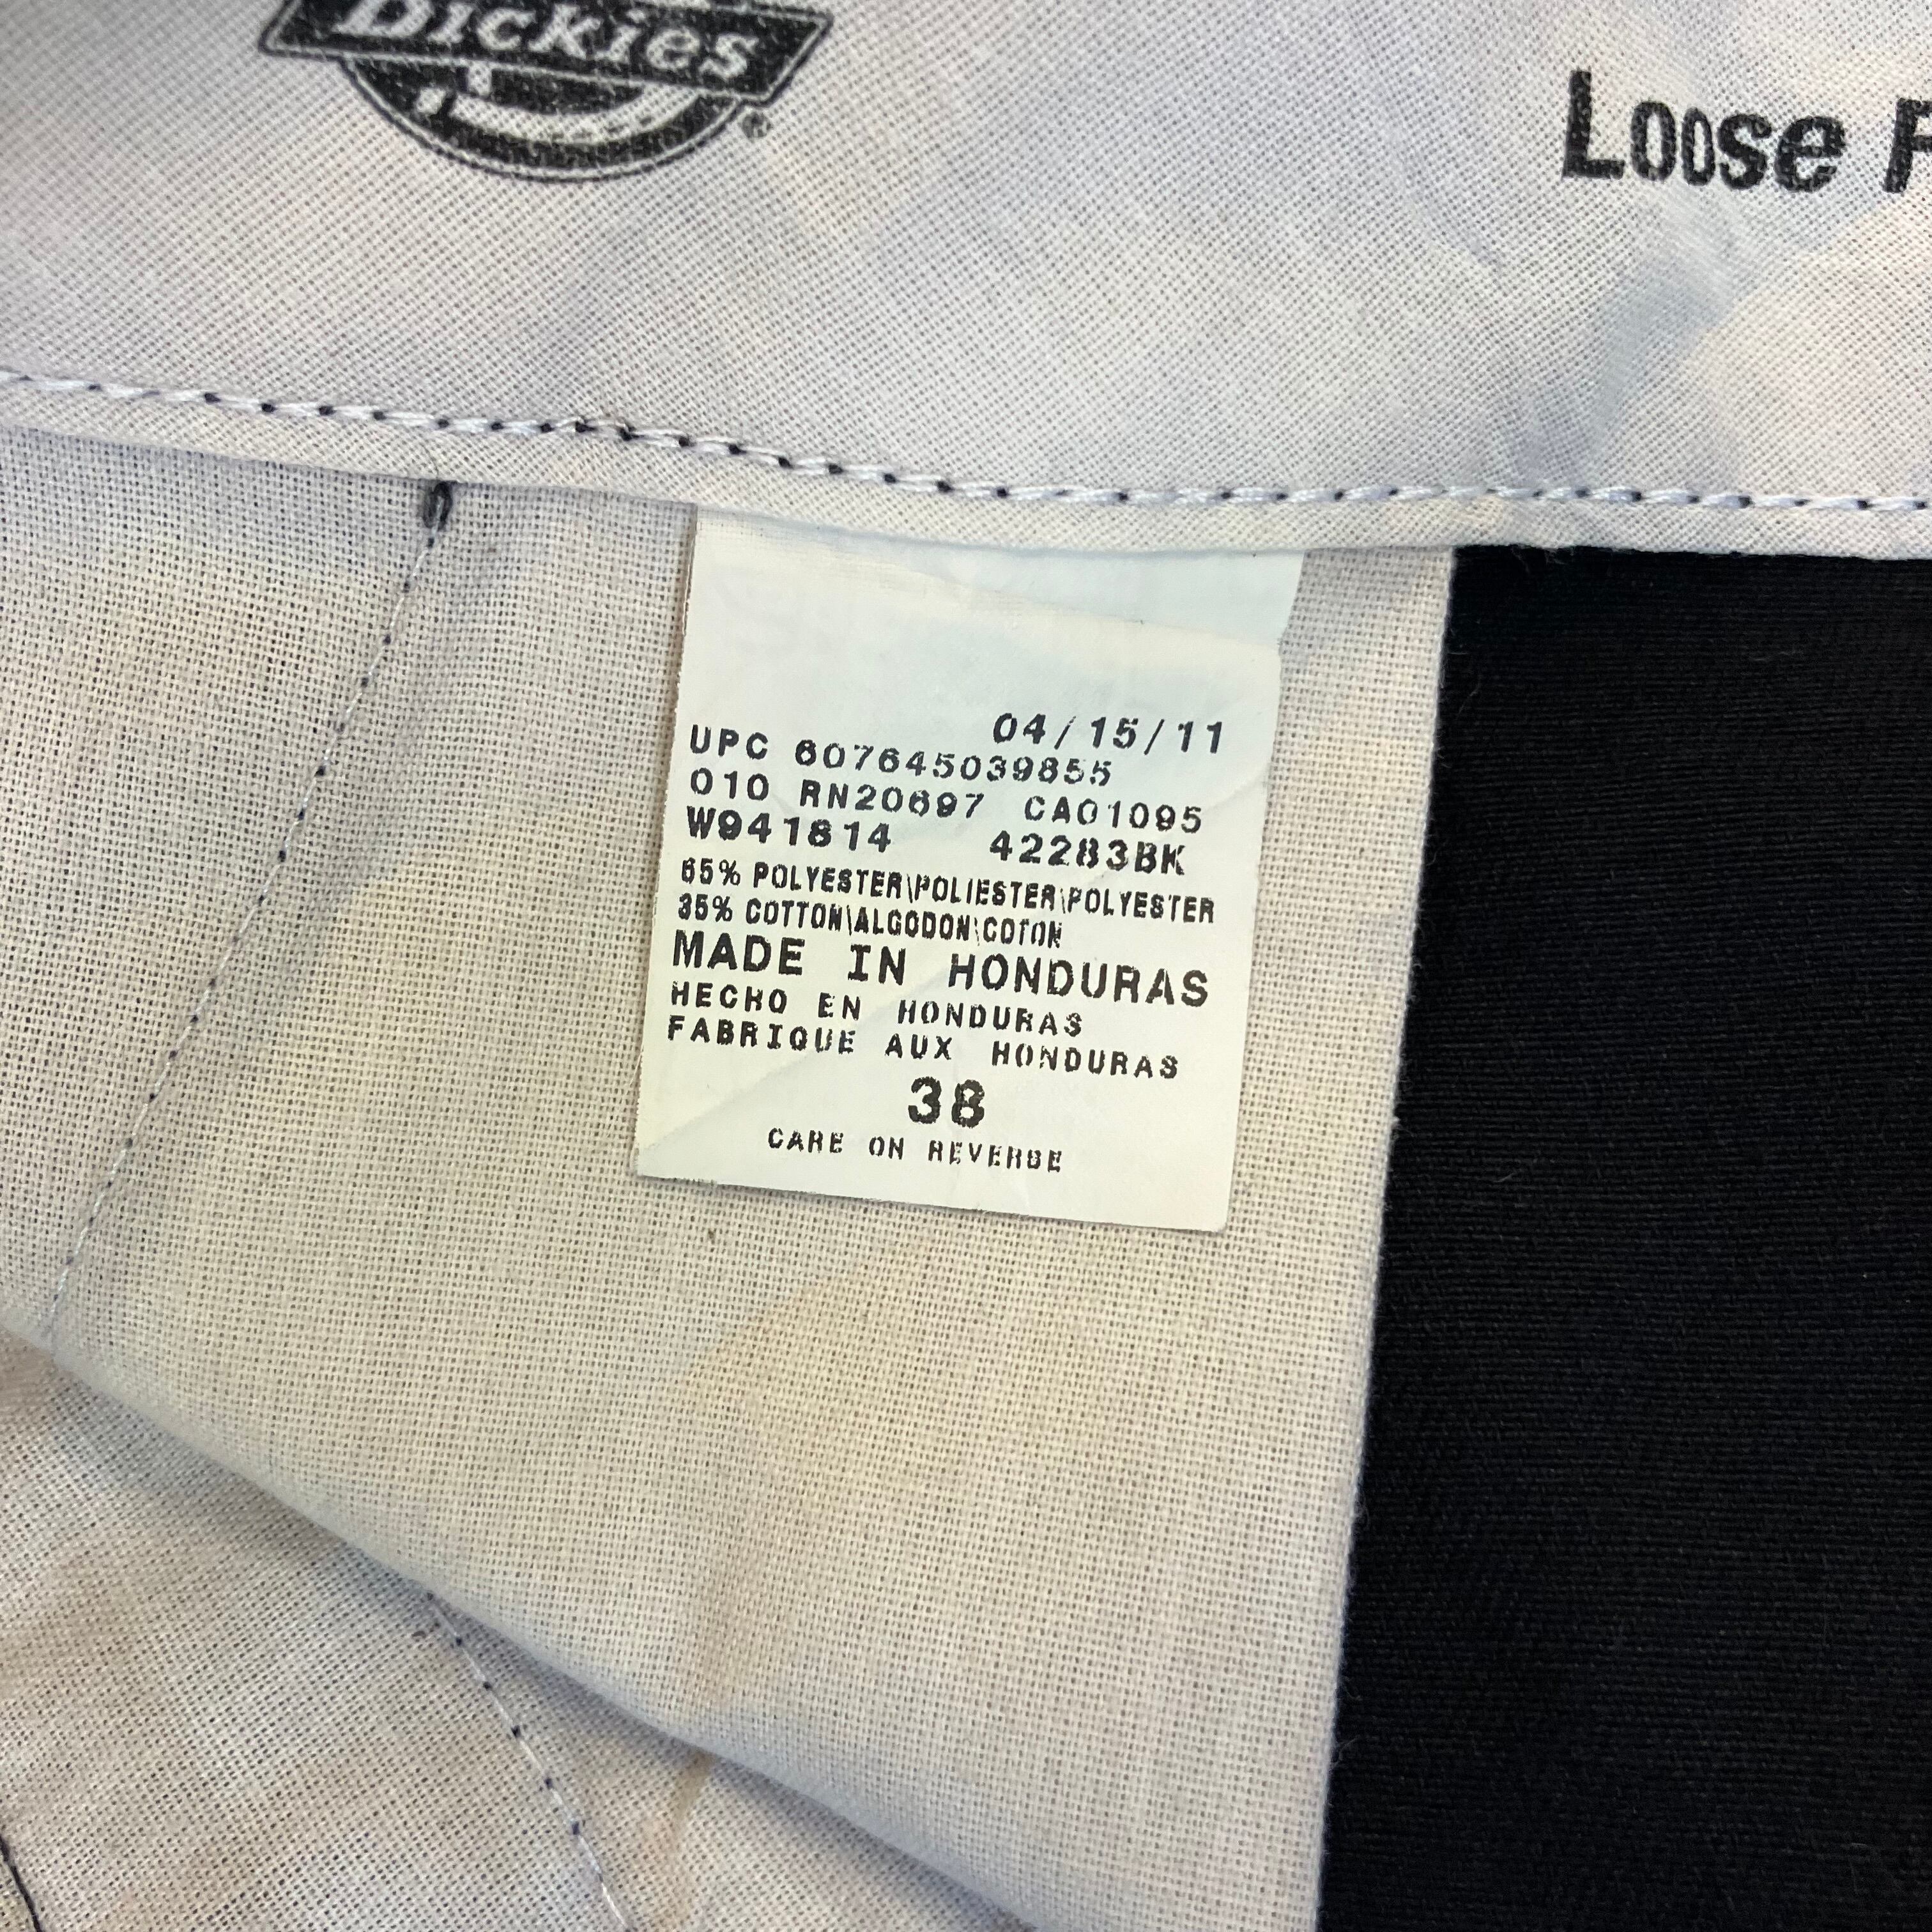 Dickies
®
Loose F
04/15/11
UPC 607645039855
010 RN20697 CA01095
W941814 42283BK
65% POLYESTER\POLIESTER\POLYESTER
35% COTTON\ALGODON\COTON
MADE IN HONDURAS
HECHO EN HONDURAS
FABRIQUE AUX HONDURAS
38
CARE ON REVERSE